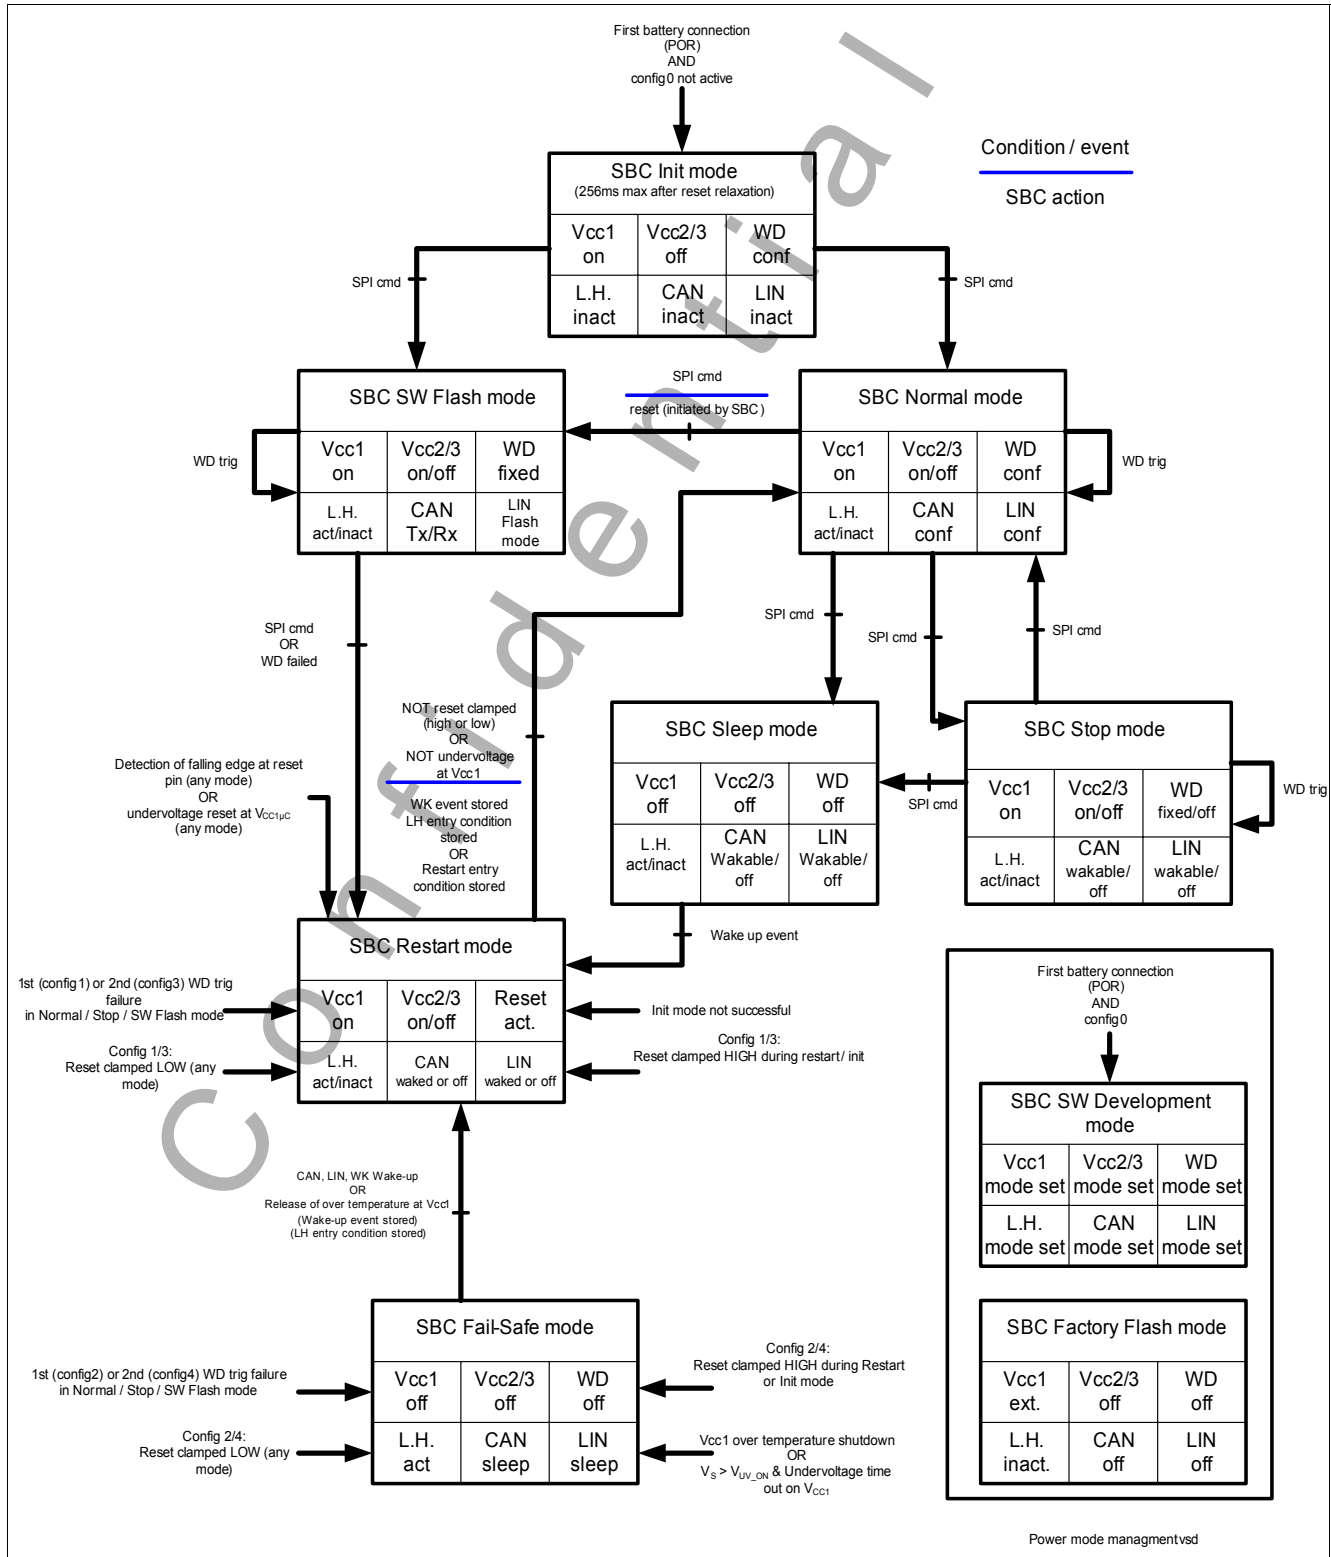 First battery connection
(POR)
AND
config0 not active
Condition / event
SBC action
SBC Init mode
(256ms max after reset relaxation)
Vcc1
on
Vcc2/3
off
WD
conf
L.H.
inact
CAN
inact
LIN
inact
SPI cmd
SPI cmd
SBC SW Flash mode
Vcc1
on
Vcc2/3
on/off
WD
fixed
L.H.
act/inact
CAN
Tx/Rx
LIN
Flash
mode
WD trig
SPI cmd
reset (initiated by SBC)
SBC Normal mode
Vcc1
on
Vcc2/3
on/off
WD
conf
L.H.
act/inact
CAN
conf
LIN
conf
WD trig
SPI cmd
OR
WD failed
SPI cmd
SPI cmd
SPI cmd
NOT reset clamped
(high or low)
OR
NOT undervoltage
at Vcc1
WK event stored
LH entry condition
stored
OR
Restart entry
condition stored
Detection of falling edge at reset
pin (any mode)
OR
undervoltage reset at VCC1µC
(any mode)
SBC Sleep mode
Vcc1
off
Vcc2/3
off
WD
off
L.H.
act/inact
CAN
Wakable/
off
LIN
Wakable/
off
SPI cmd
SBC Stop mode
Vcc1
on
Vcc2/3
on/off
WD
fixed/off
L.H.
act/inact
CAN
wakable/
off
LIN
wakable/
off
WD trig
Wake up event
SBC Restart mode
Vcc1
on
Vcc2/3
on/off
Reset
act.
L.H.
act/inact
CAN
waked or off
LIN
waked or off
1st (config1) or 2nd (config3) WD trig
failure
in Normal / Stop / SW Flash mode
Config 1/3:
Reset clamped LOW (any
mode)
Init mode not successful
Config 1/3:
Reset clamped HIGH during restart/ init
CAN, LIN, WK Wake-up
OR
Release of over temperature at Vcc1
(Wake-up event stored)
(LH entry condition stored)
SBC Fail-Safe mode
Vcc1
off
Vcc2/3
off
WD
off
L.H.
act
CAN
sleep
LIN
sleep
1st (config2) or 2nd (config4) WD trig failure
in Normal / Stop / SW Flash mode
Config 2/4:
Reset clamped LOW (any
mode)
Config 2/4:
Reset clamped HIGH during Restart
or Init mode
Vcc1 over temperature shutdown
OR
VS > VUV_ON & Undervoltage time
out on VCC1
First battery connection
(POR)
AND
config0
SBC SW Development
mode
Vcc1
mode set
Vcc2/3
mode set
WD
mode set
L.H.
mode set
CAN
mode set
LIN
mode set
SBC Factory Flash mode
Vcc1
ext.
Vcc2/3
off
WD
off
L.H.
inact.
CAN
off
LIN
off
Power mode managment.vsd
Confidential